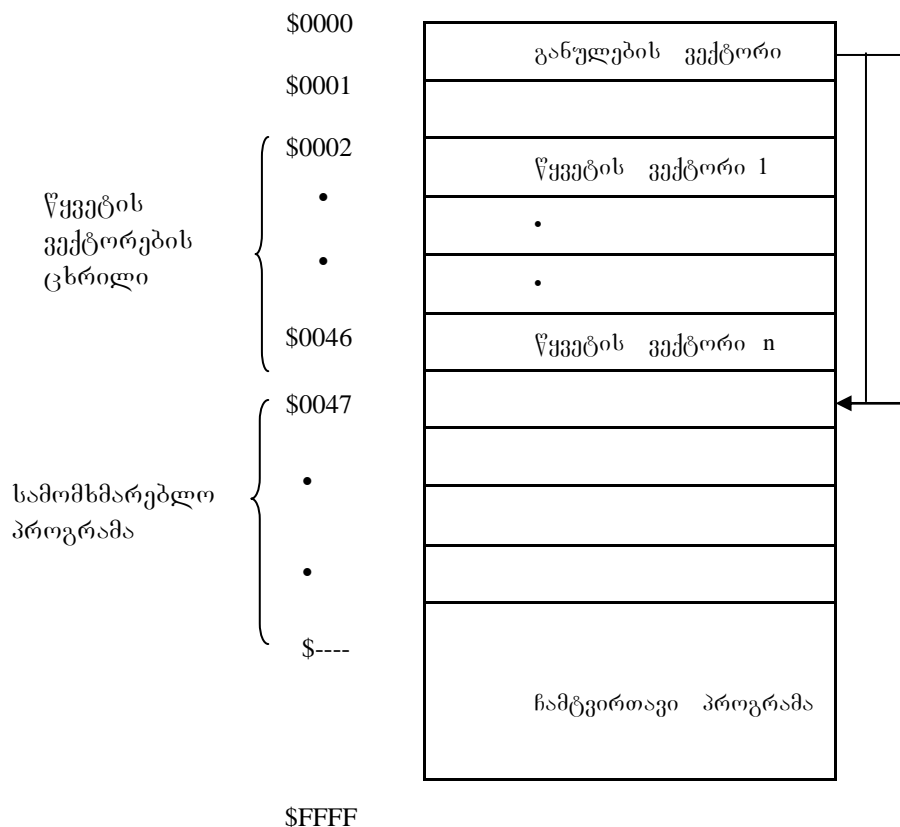 $0000
განულების ვექტორი
$0001
$0002
წყვეტის ვექტორი 1
•
•
წყვეტის
ვექტორების
ცხრილი
•
•
$0046
წყვეტის ვექტორი n
$0047
•
სამომხმარებლო
პროგრამა
•
$----
ჩამტვირთავი პროგრამა
$FFFF